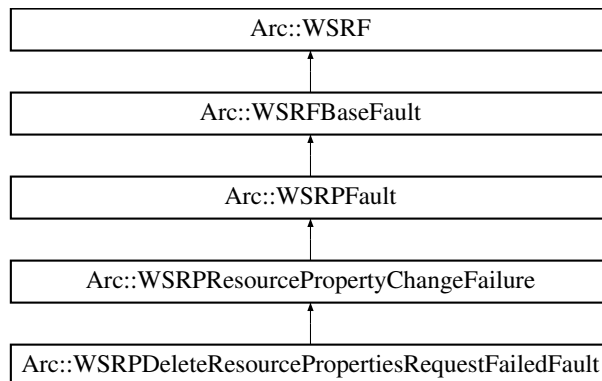 Arc::WSRF
Arc::WSRFBaseFault
Arc::WSRPFault
Arc::WSRPResourcePropertyChangeFailure
Arc::WSRPDeleteResourcePropertiesRequestFailedFault